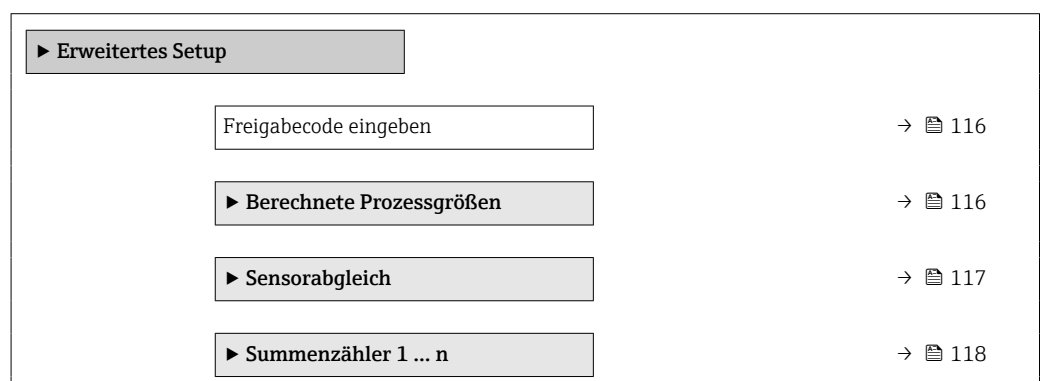 ▶ Erweitertes Setup
Freigabecode eingeben → 116
▶ Berechnete Prozessgrößen → 116
▶ Sensorabgleich → 117
▶ Summenzähler 1 … n → 118